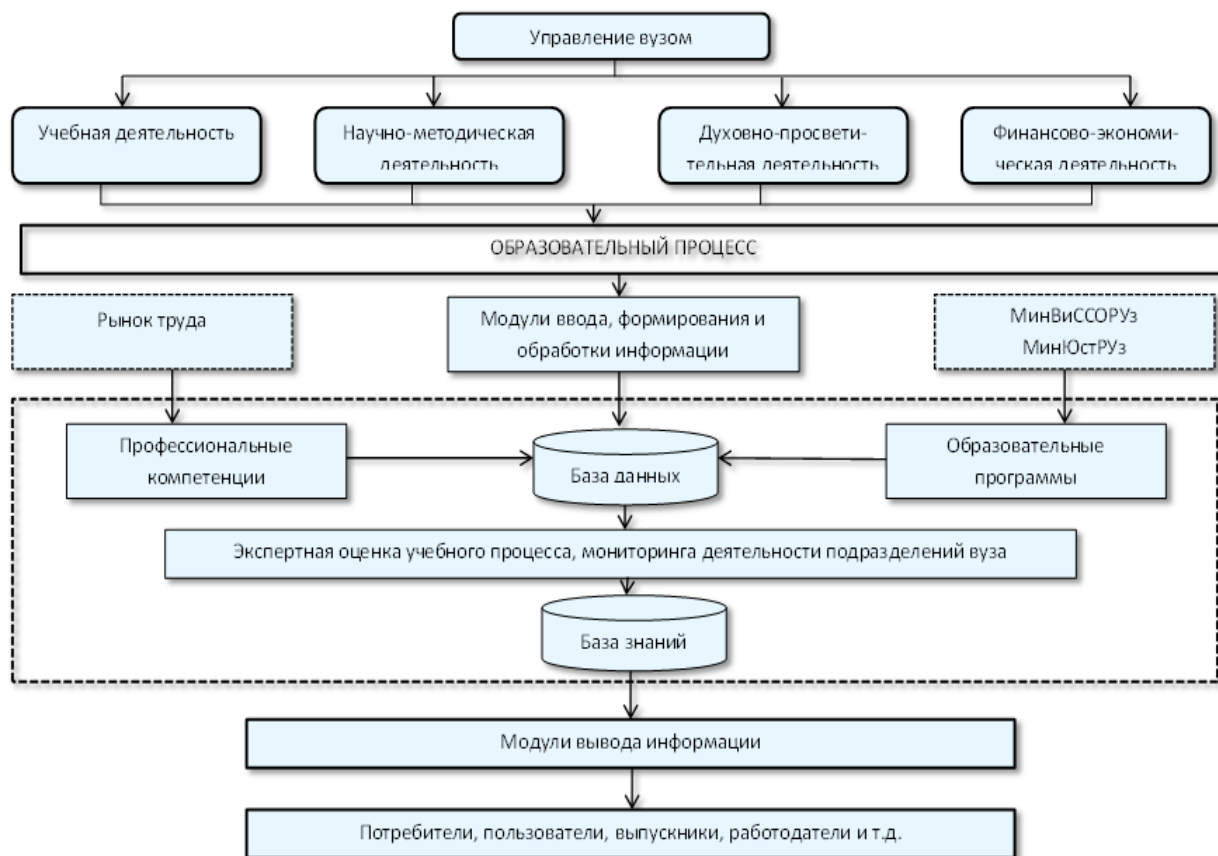 Управление вузом
Учебная деятельность
Научно-методическая
деятельность
Духовно-просвети-
тельная деятельность
Финансово-экономи-
ческая деятельность
ОБРАЗОВАТЕЛЬНЫЙ ПРОЦЕСС
Рынок труда
Модули ввода, формирования и
обработки информации
МинВиССОРУз
МинЮстРУз
Профессиональные
компетенции
База данных
Образовательные
программы
Экспертная оценка учебного процесса, мониторинга деятельности подразделений вуза
База знаний
Модули вывода информации
Потребители, пользователи, выпускники, работодатели и т.д.